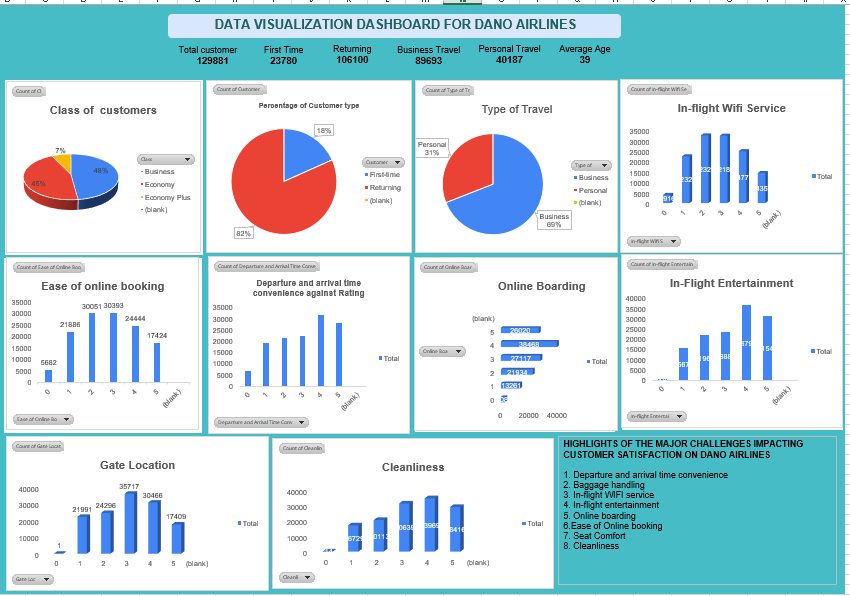 DATA VISUALIZATION DASHBOARD FOR DANO AIRLINES
Total customer First Time Returning Business Travel Personal Travel Average Age
129881 23780 106100 89693 40187 39
Count of Cl.
Class of customers
7%
48%
45%
Class
Business
Economy
Economy Plus
(blank)
Count of Customer
Percentage of Customer type
18%
82%
Customer
First-time
Returning
(blank)
Count of Type of Tr
Type of Travel
Personal
31%
Business
69%
Type of
Business
Personal
(blank)
Count of In-flight Wifi Se
In-flight Wifi Service
35000
30000
25000
20000
15000
10000
5000
0
0 1 2 3 4 5 (blank)
Total
In-flight Wifi S
Count of Ease of Online Boo
Ease of online booking
35000
30000
25000
20000
15000
10000
5000
0
5682 21886 30051 30393 24444 17424
0 1 2 3 4 5 (blank)
Ease of Online Bo
Count of Departure and Arrival Time Conve
Departure and arrival time
convenience against Rating
35000
30000
25000
20000
15000
10000
5000
0
0 1 2 3 4 5 (blank)
Total
Departure and Arrival Time Conv
Count of Online Boar
Online Boarding
(blank)
5 26020
4 38468
3 27117
2 21934
1 13261
0
0 20000 40000
Online Boa
Total
Count of In-flight Entertain
In-Flight Entertainment
40000
35000
30000
25000
20000
15000
10000
5000
0
0 1 2 3 4 5 (blank)
Total
In-flight Entertai
Count of Gate Locat
Gate Location
40000
30000
20000
10000
0
1 21991 24296 35717 30466 17409
0 1 2 3 4 5 (blank)
Total
Gate Loc
Count of Cleanlin
Cleanliness
40000
30000
20000
10000
0
0 1 2 3 4 5 (blank)
Total
Cleanli
HIGHLIGHTS OF THE MAJOR CHALLENGES IMPACTING
CUSTOMER SATISFACTION ON DANO AIRLINES
1. Departure and arrival time convenience
2. Baggage handling
3. In-flight WIFI service
4. In-flight entertainment
5. Online boarding
6.Ease of Online booking
7. Seat Comfort
8. Cleanliness